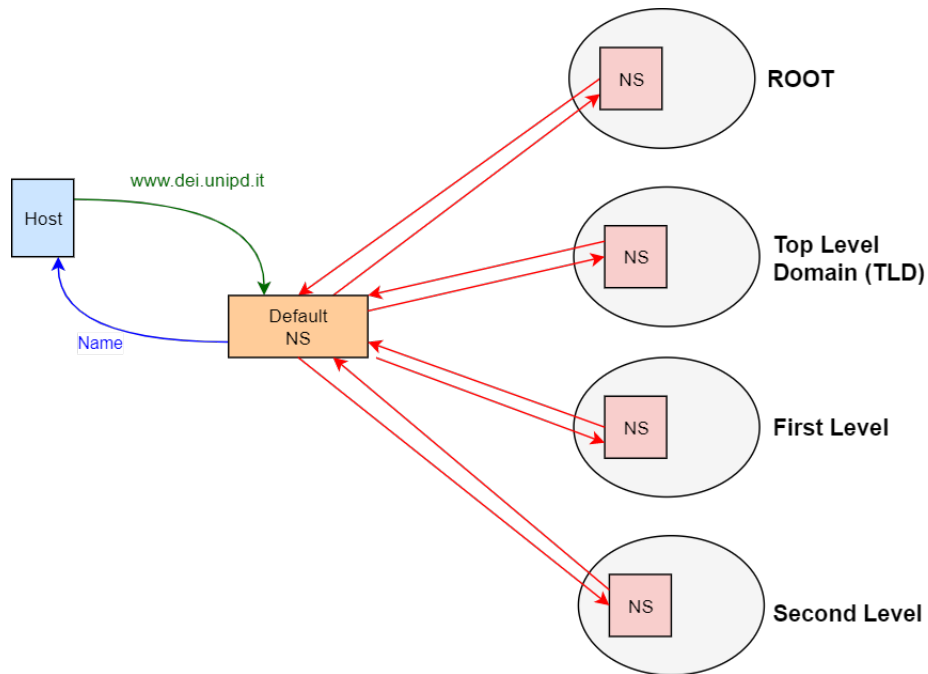 NS
ROOT
www.dei.unipd.it
Host
NS
Top Level
Domain (TLD)
Default
NS
Name
NS
First Level
NS
Second Level